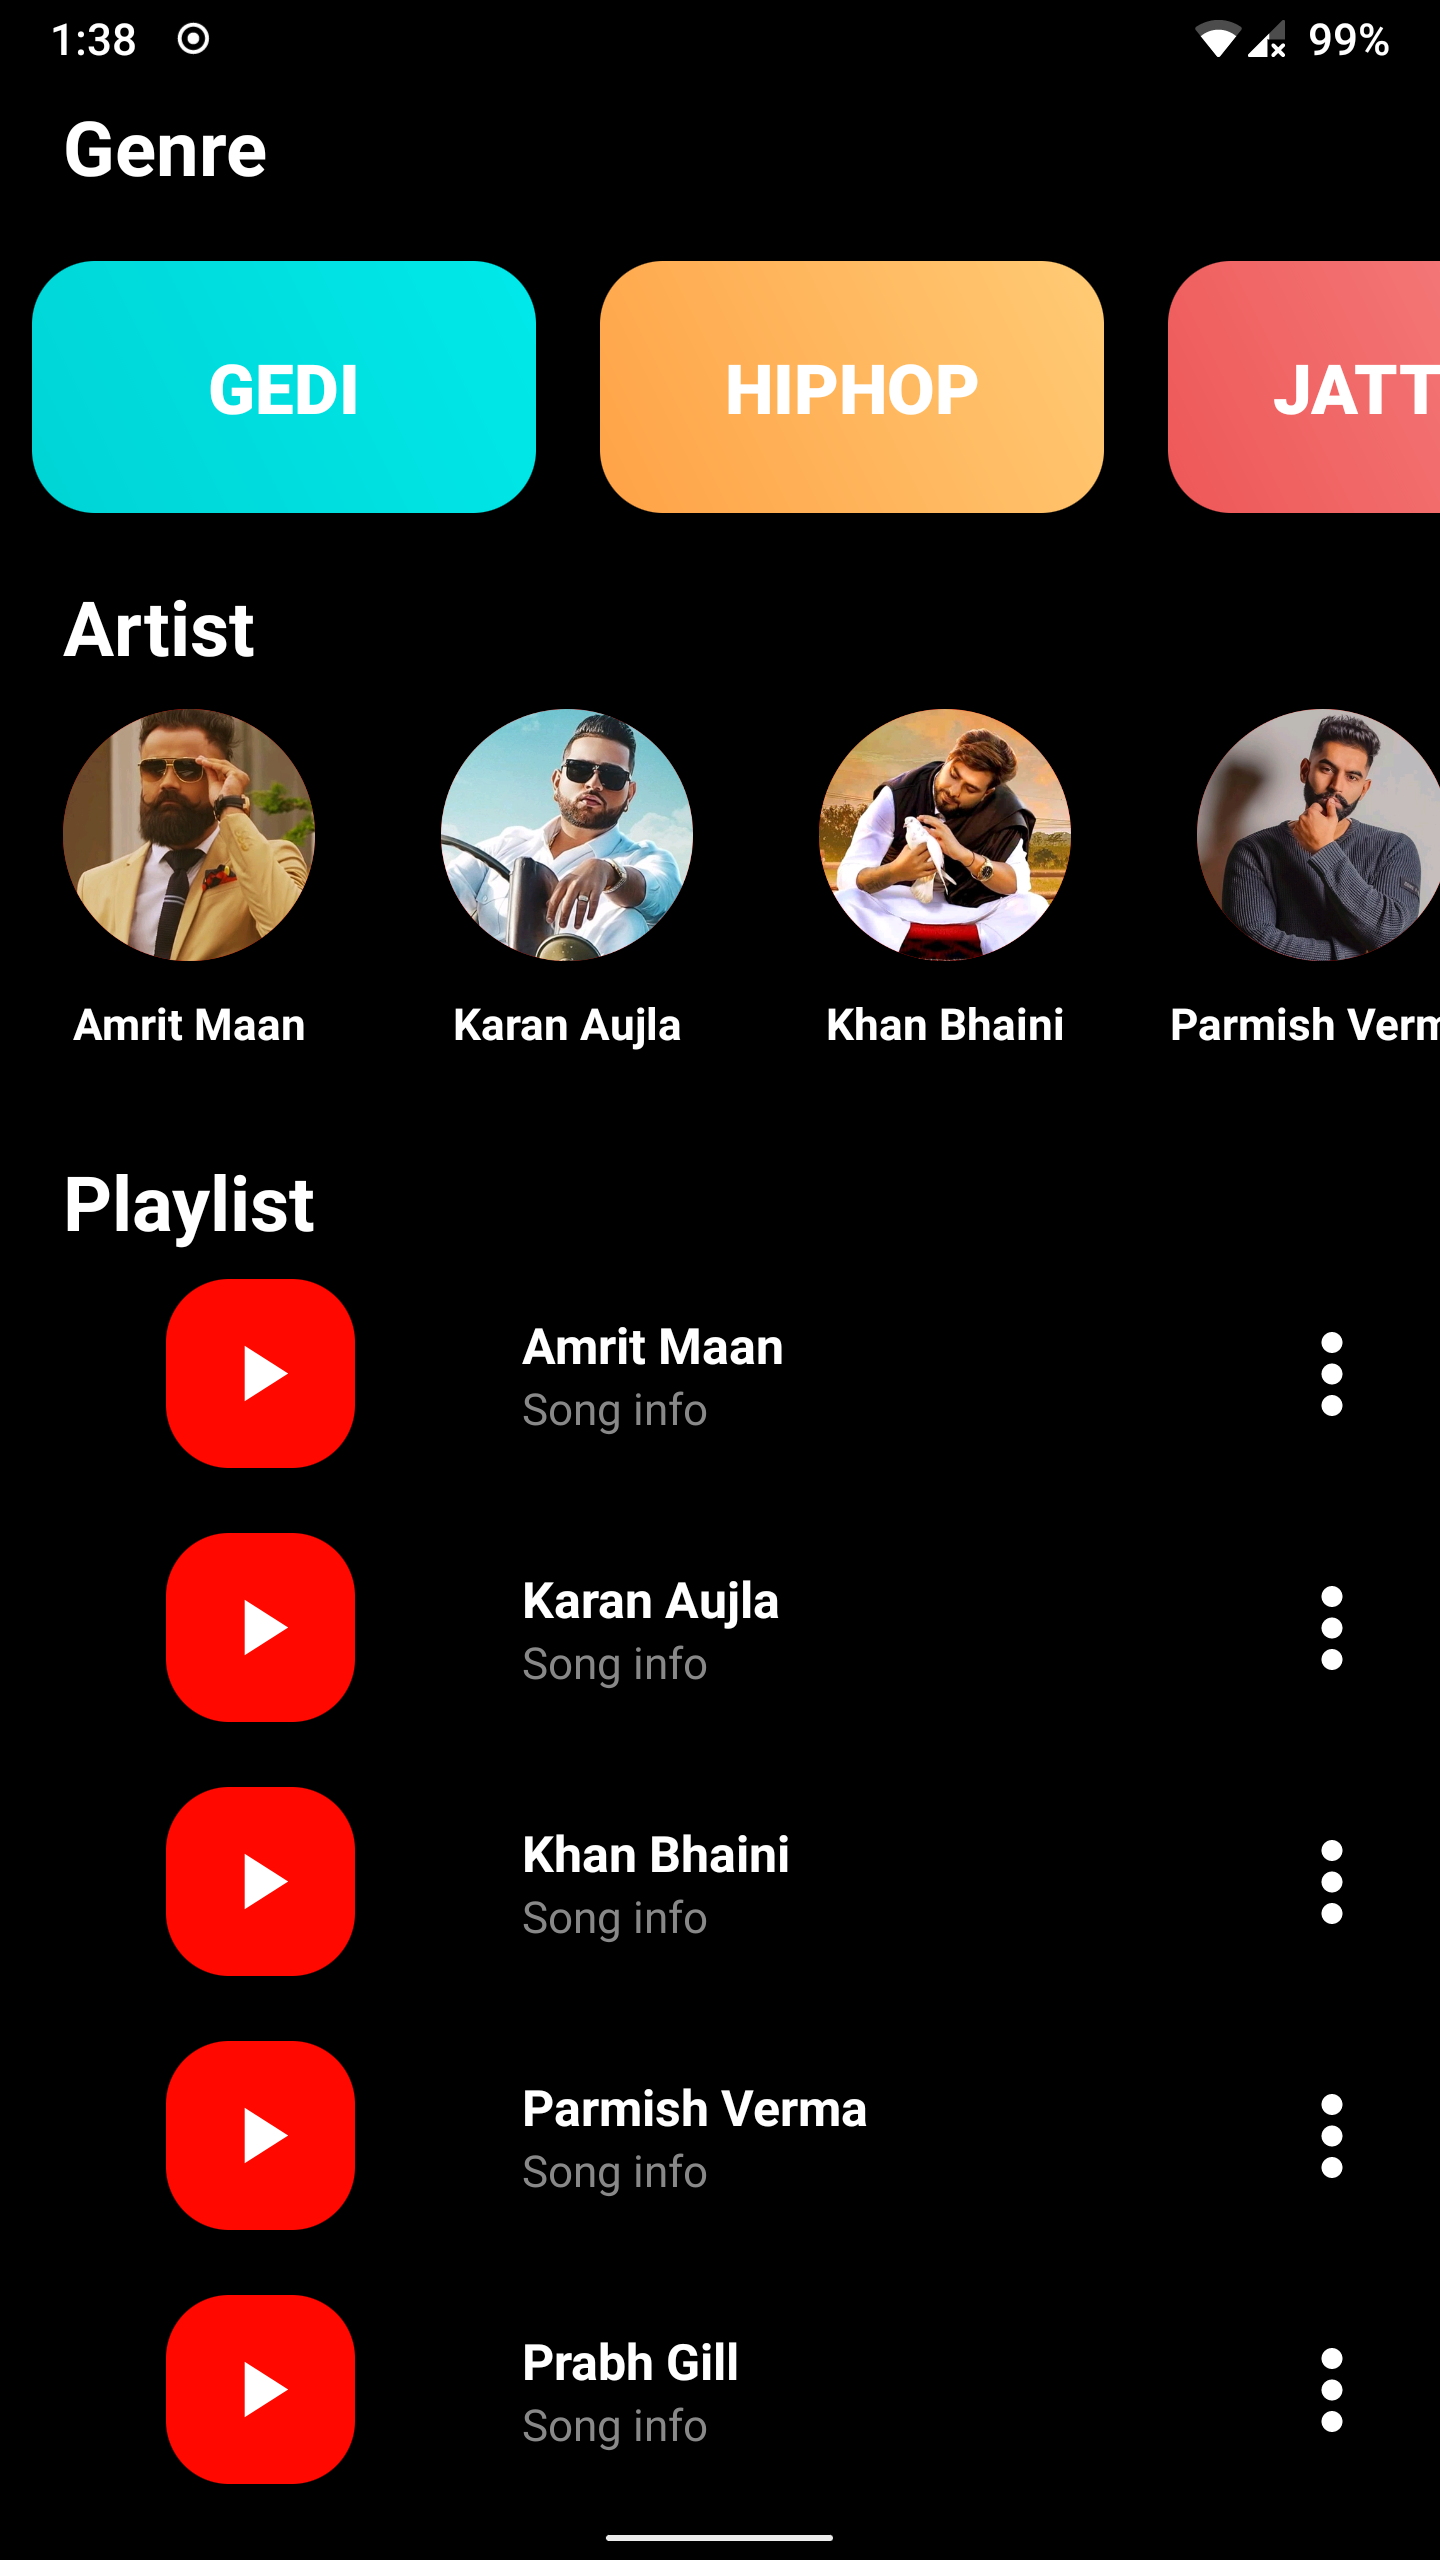 1:38 99%
Genre
GEDI HIPHOP JATT
Artist
Amrit Maan Karan Aujla Khan Bhaini Parmish Verm
Playlist
Amrit Maan
Song info
Karan Aujla
Song info
Khan Bhaini
Song info
Parmish Verma
Song info
Prabh Gill
Song info